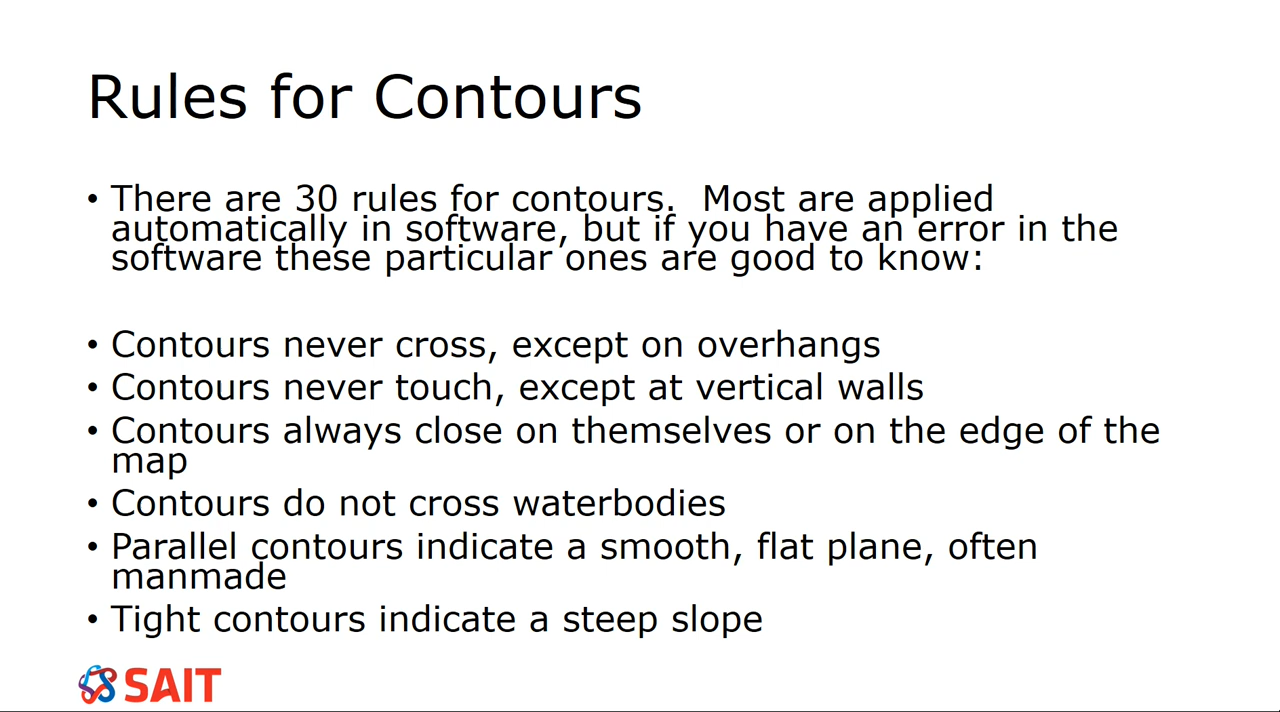 Rules for Contours
• There are 30 rules for contours.  Most are applied
automatically in software, but if you have an error in the
software these particular ones are good to know:
• Contours never cross, except on overhangs
• Contours never touch, except at vertical walls
• Contours always close on themselves or on the edge of the
map
• Contours do not cross waterbodies
• Parallel contours indicate a smooth, flat plane, often
manmade
• Tight contours indicate a steep slope
SAIT